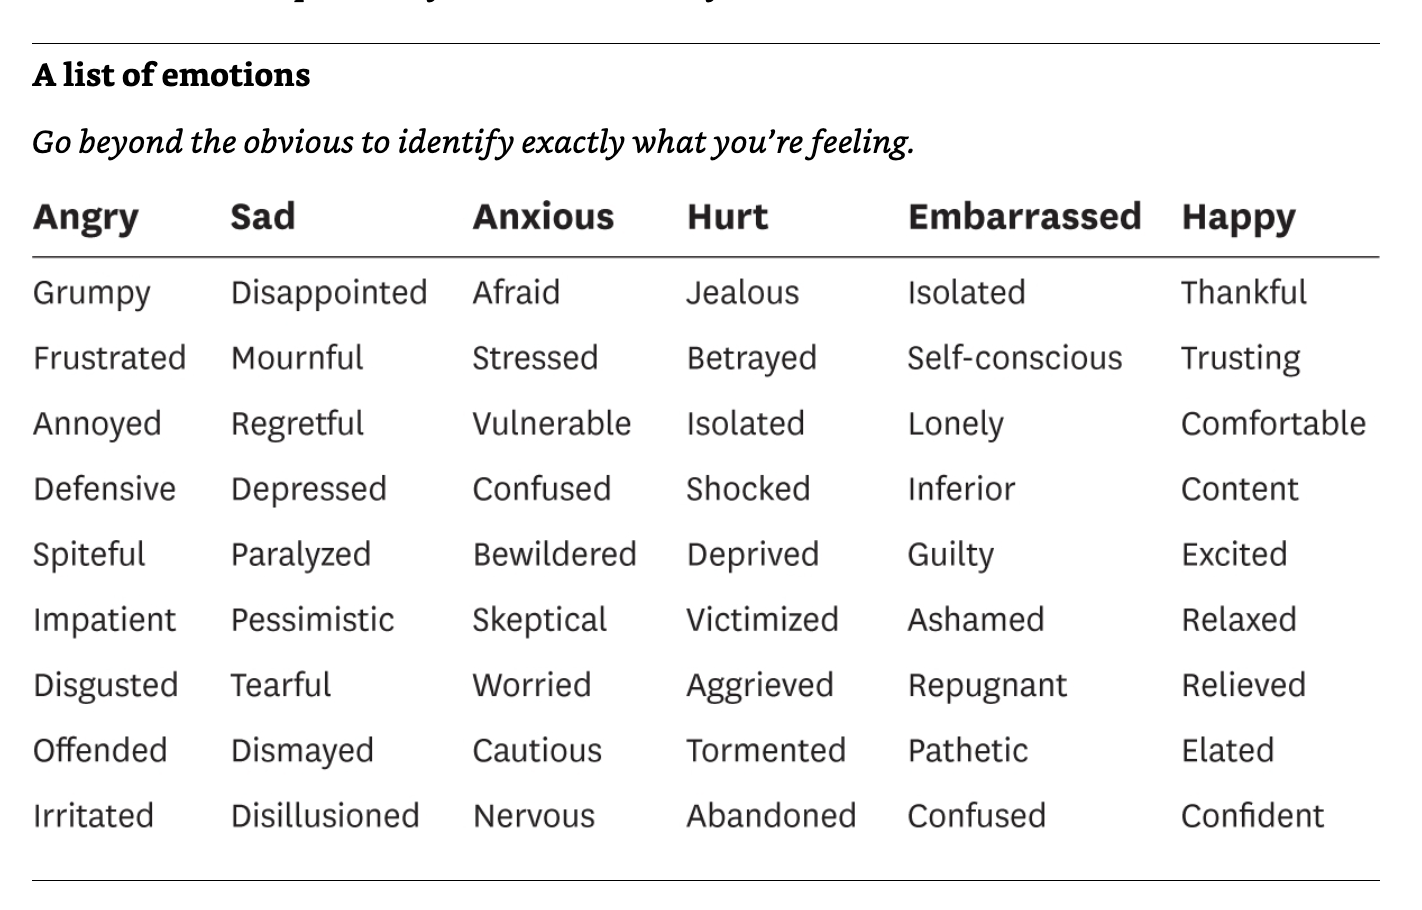 A list of emotions
Go beyond the obvious to identify exactly what you're feeling.
Angry Sad Anxious Hurt Embarrassed Happy
Grumpy Disappointed Afraid Jealous Isolated Thankful
Frustrated Mournful Stressed Betrayed Self-conscious Trusting
Annoyed Regretful Vulnerable Isolated Lonely Comfortable
Defensive Depressed Confused Shocked Inferior Content
Spiteful Paralyzed Bewildered Deprived Guilty Excited
Impatient Pessimistic Skeptical Victimized Ashamed Relaxed
Disgusted Tearful Worried Aggrieved Repugnant Relieved
Offended Dismayed Cautious Tormented Pathetic Elated
Irritated Disillusioned Nervous Abandoned Confused Confident